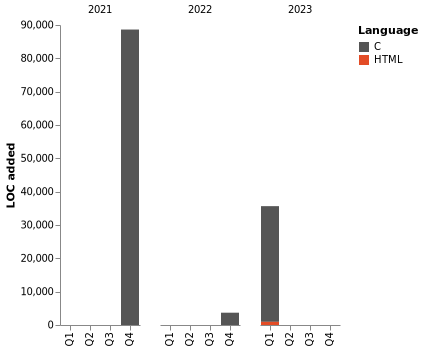 2021 2022 2023
Language
C
HTML
LOC added
90,000
80,000
70,000
60,000
50,000
40,000
30,000
20,000
10,000
0
Q1 Q2 Q3 Q4 Q1 Q2 Q3 Q4 Q1 Q2 Q3 Q4